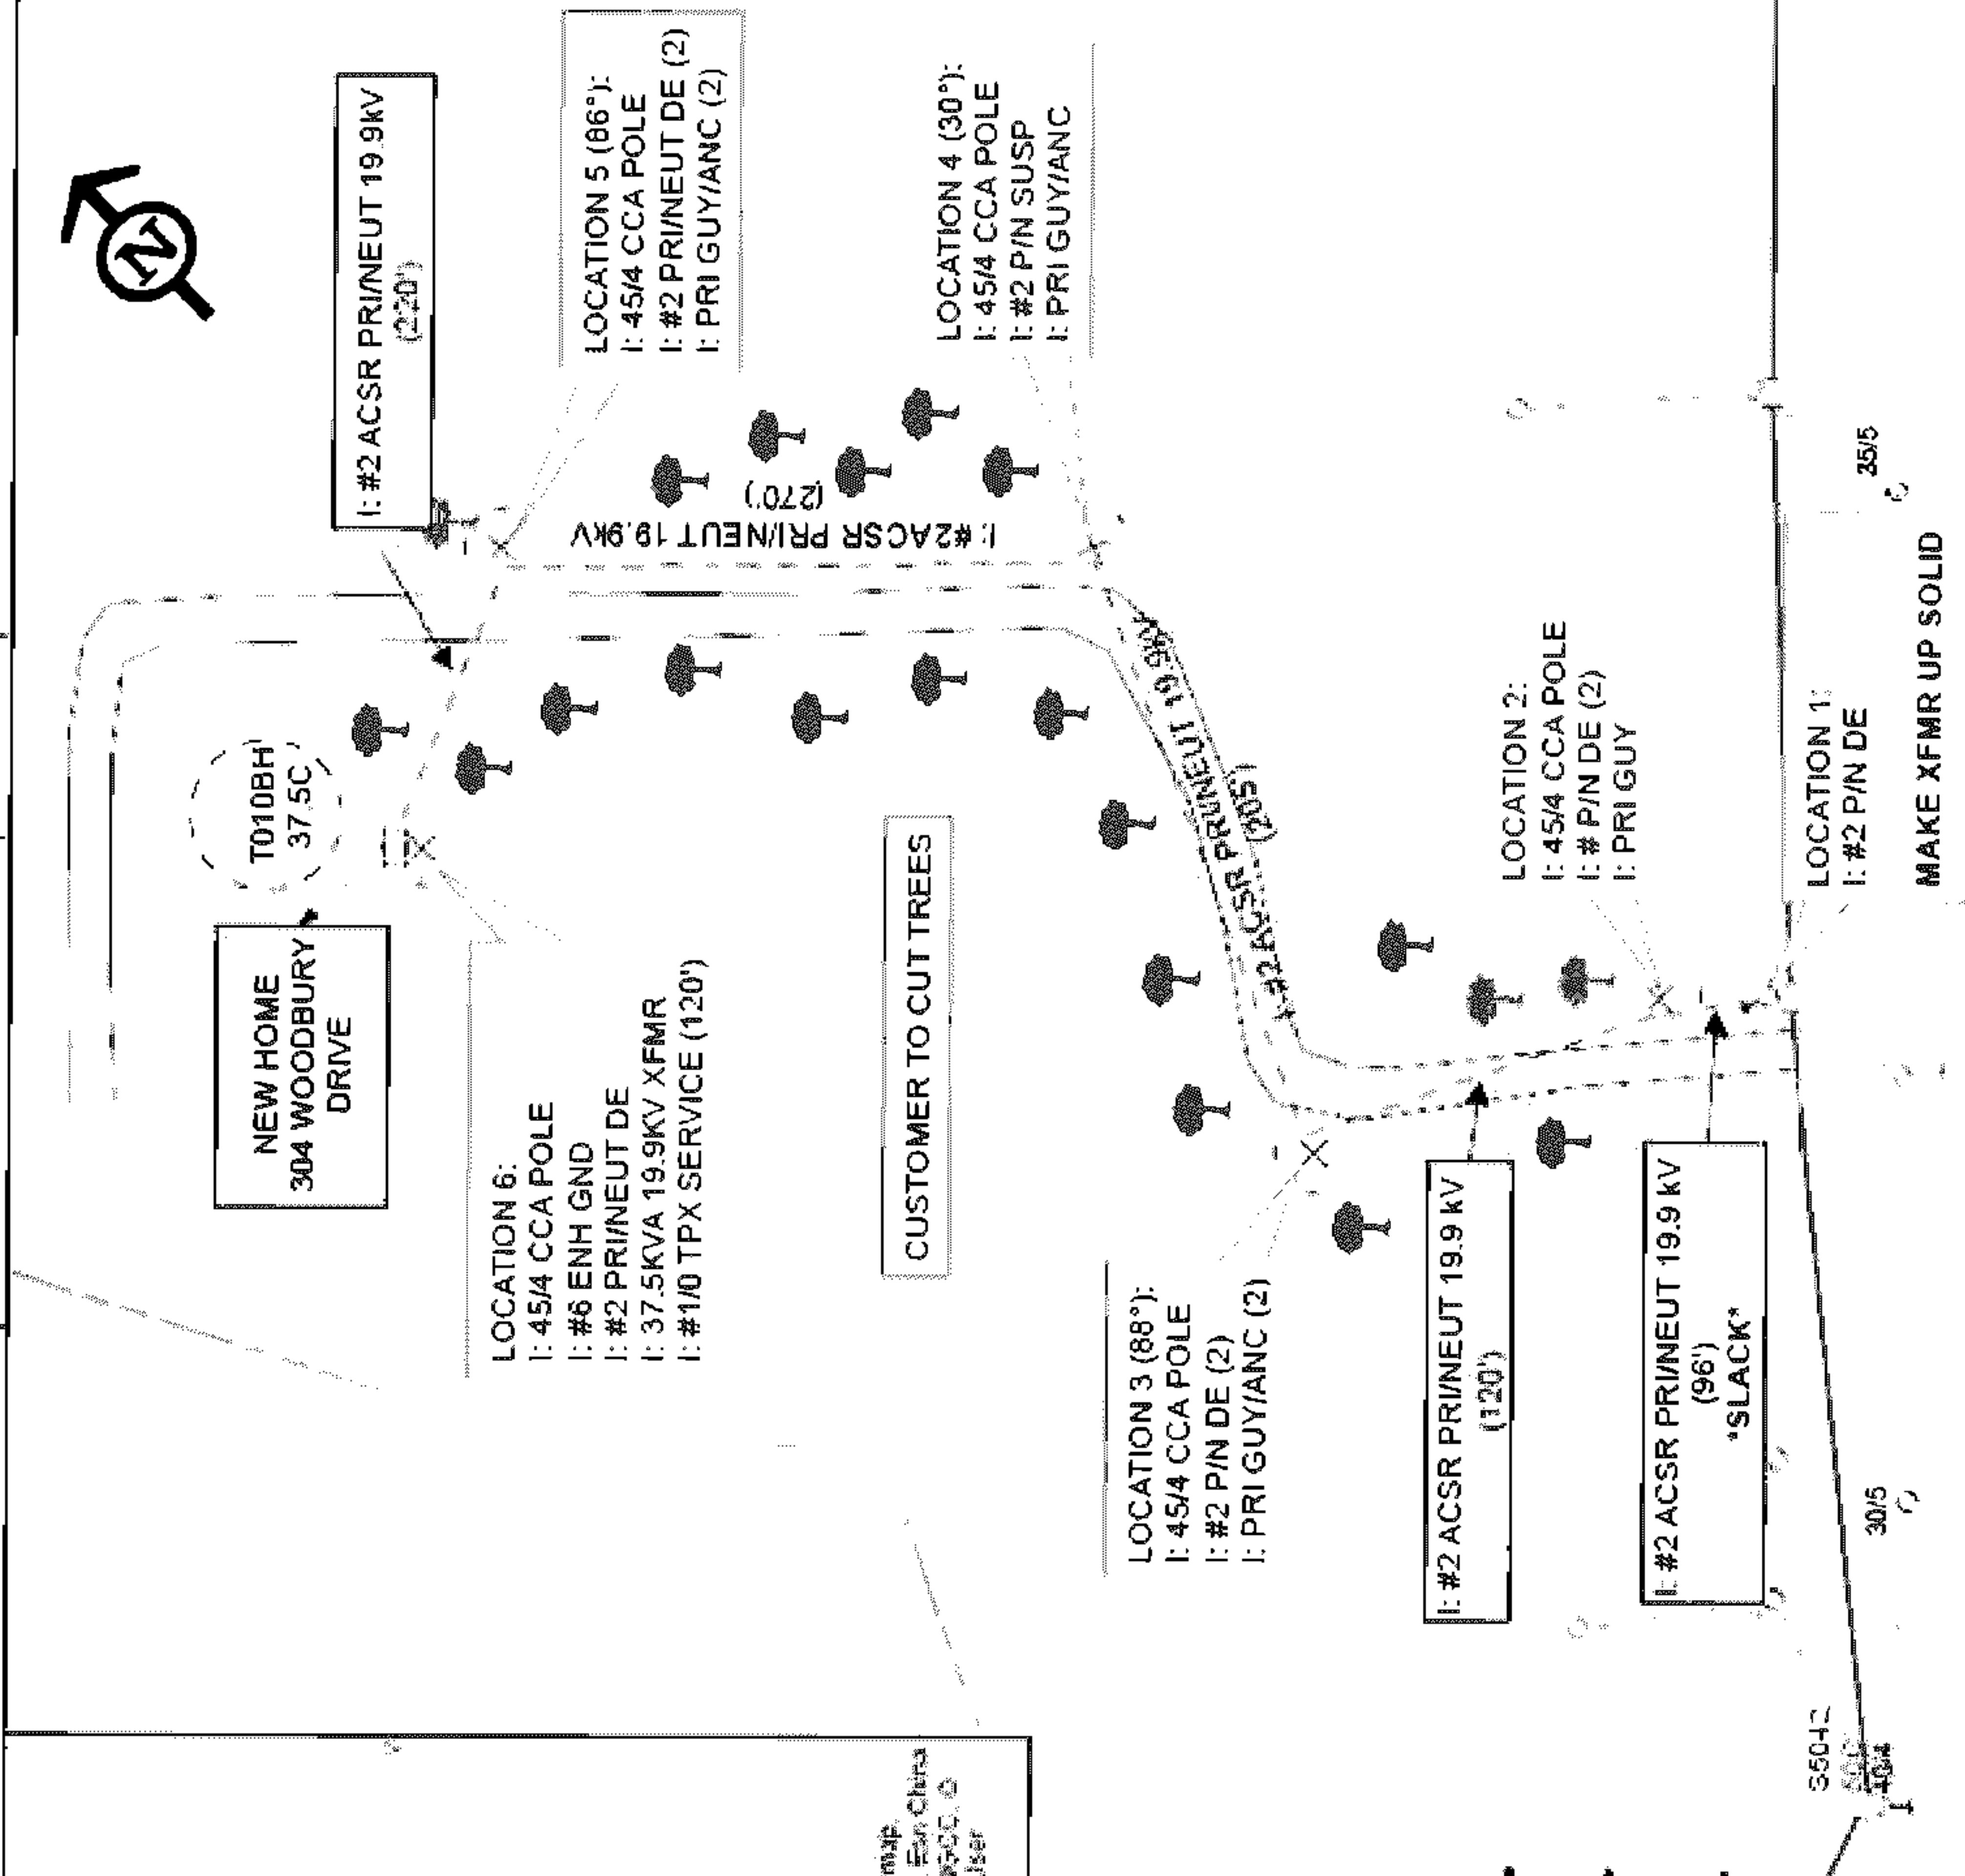 N
I: #2 ACSR PRI/NEUT 19.9kV
(220')
LOCATION 5 (86°):
I: 45/4 CCA POLE
I: #2 PRI/NEUT DE (2)
I: PRI GUY/ANC (2)
LOCATION 4 (30°):
I: 45/4 CCA POLE
I: #2 P/N SUSP
I: PRI GUY/ANC
I: #2ACSR PRI/NEUT 19.9kV
(270')
T010BH
37.5C
NEW HOME
304 WOODBURY
DRIVE
LOCATION 6:
I: 45/4 CCA POLE
I: #6 ENH GND
I: #2 PRI/NEUT DE
I: 37.5KVA 19.9KV XFMR
I: #1/0 TPX SERVICE (120')
CUSTOMER TO CUT TREES
I: #2 ACSR PRI/NEUT 19.9kV
(205')
LOCATION 2:
I: 45/4 CCA POLE
I: # P/N DE (2)
I: PRI GUY
LOCATION 1:
I: #2 P/N DE
MAKE XFMR UP SOLID
35/5
LOCATION 3 (88°):
I: 45/4 CCA POLE
I: #2 P/N DE (2)
I: PRI GUY/ANC (2)
I: #2 ACSR PRI/NEUT 19.9 kV
(120')
I: #2 ACSR PRI/NEUT 19.9 kV
(96')
*SLACK*
30/5